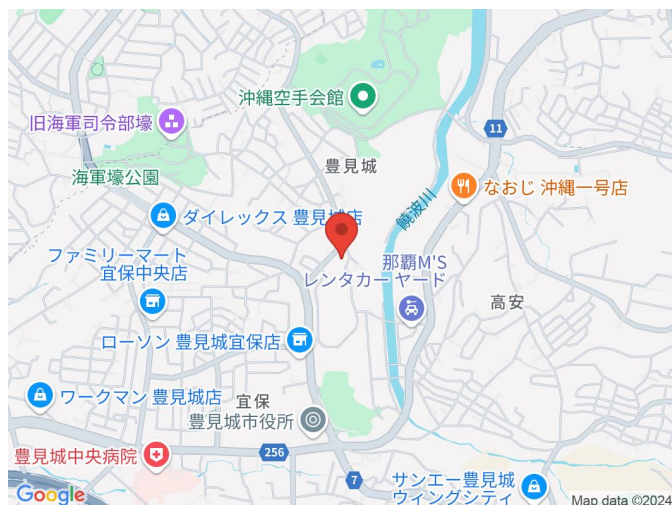 沖縄空手会館
旧海軍司令部壕
11
豊見城
海軍壕公園
なおじ 沖縄一号店
ダイレックス 豊見城店
饒波川
ファミリーマート
宜保中央店
那覇M'S
レンタカー ヤード
高安
ローソン 豊見城宜保店
ワークマン 豊見城店
宜保
豊見城市役所
豊見城中央病院
256
7
サンエー豊見城
ウィングシティ
Google
Map data ©2024